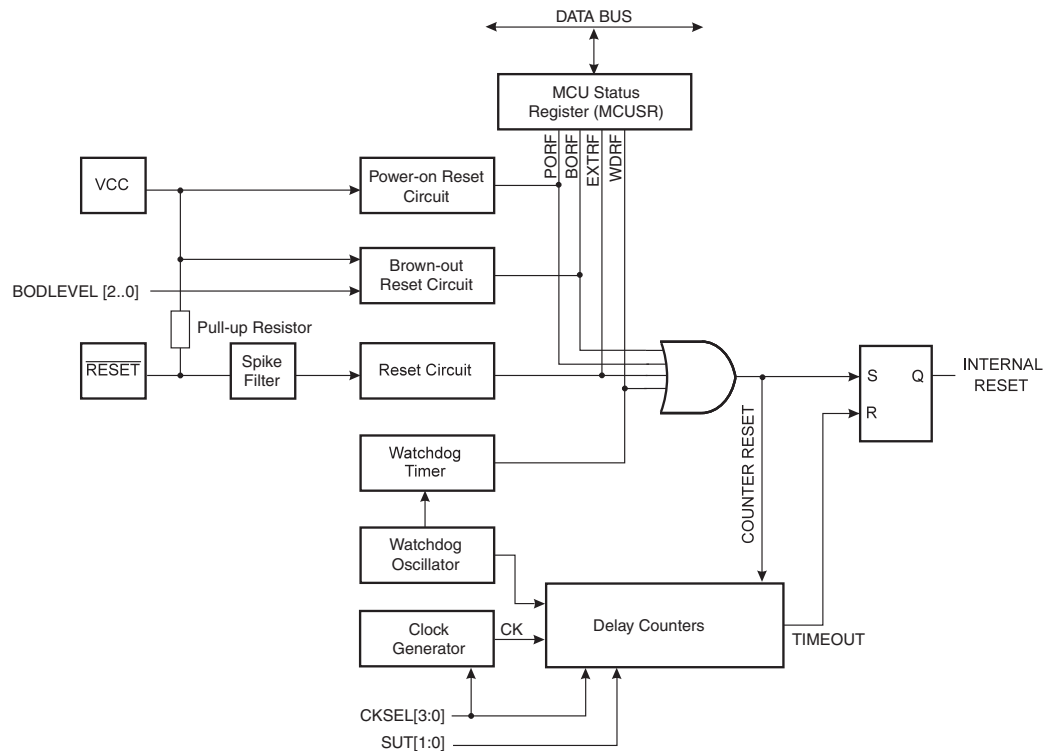 DATA BUS
MCU Status
Register (MCUSR)
PORF
BORF
EXTRF
WDRF
VCC
Power-on Reset
Circuit
Brown-out
Reset Circuit
BODLEVEL [2..0]
Pull-up Resistor
RESET
Spike
Filter
Reset Circuit
S
Q
R
INTERNAL
RESET
COUNTER RESET
Watchdog
Timer
Watchdog
Oscillator
Clock
Generator
CK
Delay Counters
TIMEOUT
CKSEL[3:0]
SUT[1:0]